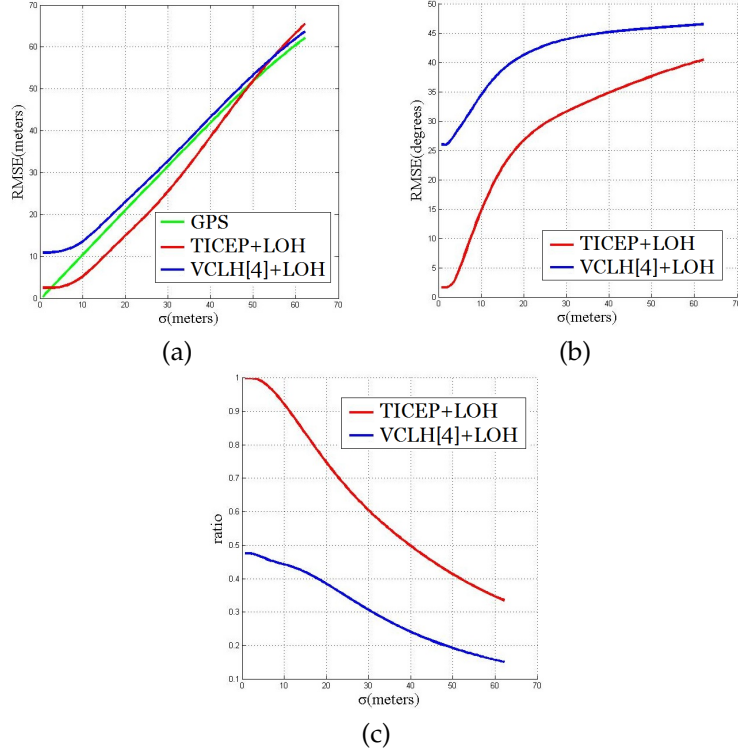 70
60
50
40
30
20
10
0
RMSE(meters)
GPS
TICEP+LOH
VCLH[4]+LOH
0 10 20 30 40 50 60 70
σ(meters)
(a)
50
45
40
35
30
25
20
15
10
5
0
RMSE(degrees)
TICEP+LOH
VCLH[4]+LOH
0 10 20 30 40 50 60 70
σ(meters)
(b)
1
0.9
0.8
0.7
0.6
0.5
0.4
0.3
0.2
0.1
ratio
TICEP+LOH
VCLH[4]+LOH
0 10 20 30 40 50 60 70
σ(meters)
(c)